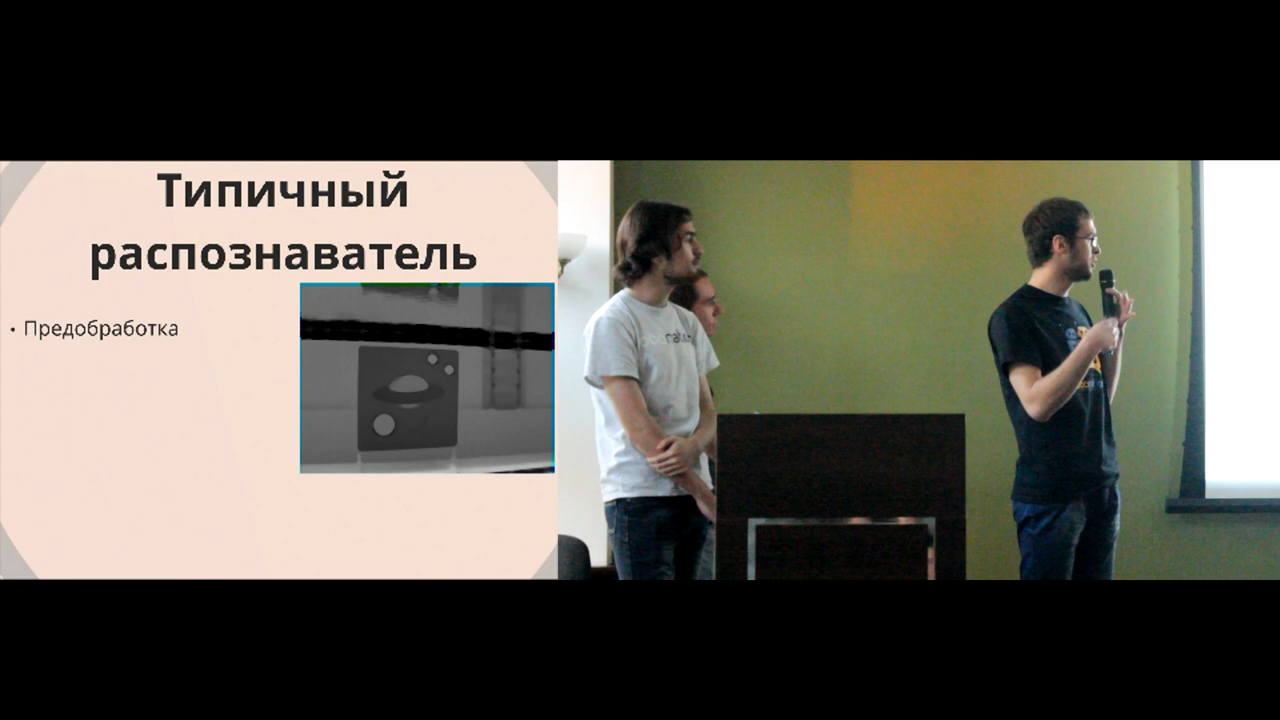 Типичный
распознаватель
• Предобработка